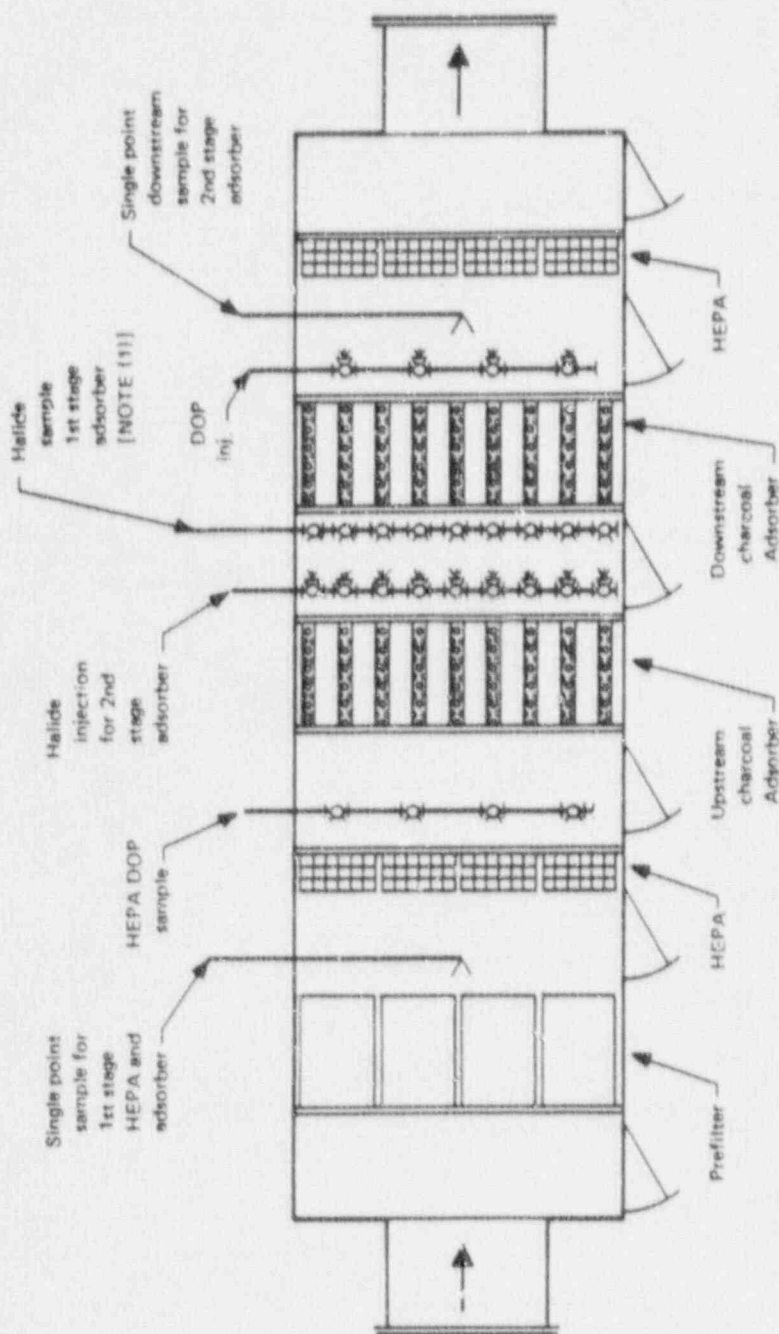 Single point
sample for
1st stage
HEPA and
adsorber
HEPA DOP
sample
Halide
injection
for 2nd
stage
adsorber
Halide
sample
1st stage
adsorber
[NOTE (1)]
DOP
inj.
Single point
downstream
sample for
2nd stage
adsorber
Prefilter
HEPA
Upstream
charcoal
Adsorber
Downstream
charcoal
Adsorber
HEPA